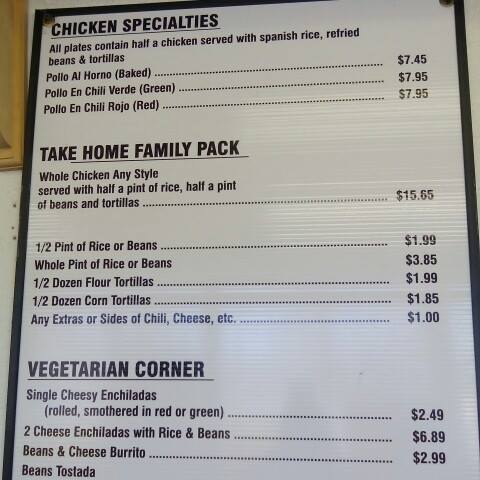 CHICKEN SPECIALTIES
All plates contain half a chicken served with spanish rice, refried
beans & tortillas
Pollo Al Horno (Baked) $7.45
Pollo En Chili Verde (Green) $7.95
Pollo En Chili Rojo (Red) $7.95
TAKE HOME FAMILY PACK
Whole Chicken Any Style
served with half a pint of rice, half a pint
of beans and tortillas $15.65
1/2 Pint of Rice or Beans $1.99
Whole Pint of Rice or Beans $3.85
1/2 Dozen Flour Tortillas $1.99
1/2 Dozen Corn Tortillas $1.85
Any Extras or Sides of Chili, Cheese, etc. $1.00
VEGETARIAN CORNER
Single Cheesy Enchiladas
(rolled, smothered in red or green) $2.49
2 Cheese Enchiladas with Rice & Beans $6.89
Beans & Cheese Burrito $2.99
Beans Tostada